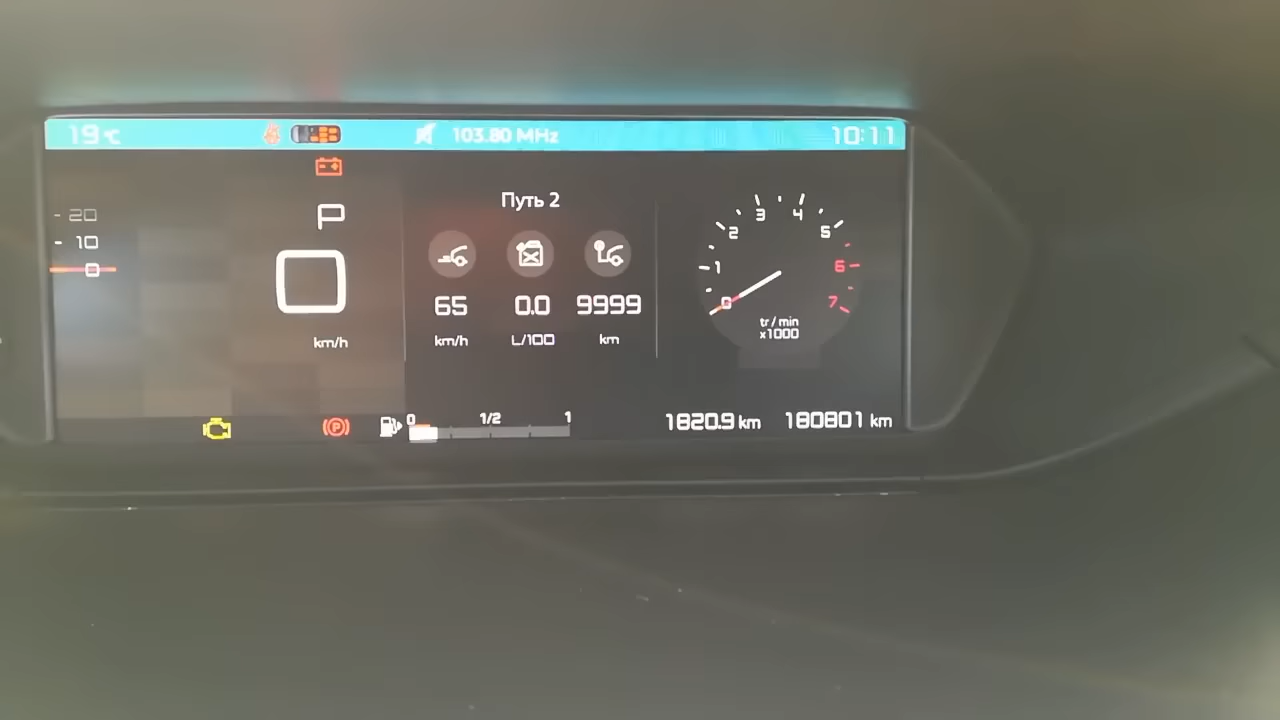 19 °C 103.80 MHz 10:11
- 20
- 10
0
P
0
km/h
Путь 2
65 0.0 9999
km/h L/100 km
0 1 2 3 4 5 6 7
tr/min
x1000
P
0 1/2 1
1820.9 km 180801 km